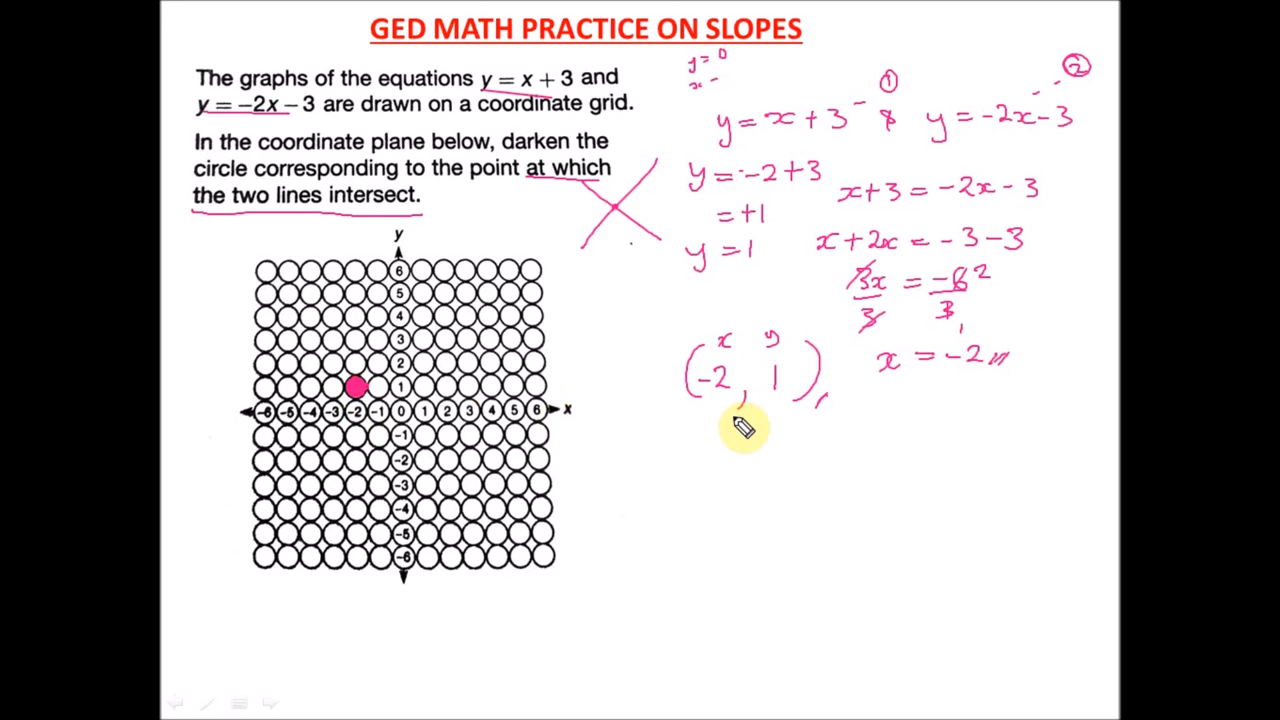 GED MATH PRACTICE ON SLOPES
The graphs of the equations y = x + 3 and
y = −2x − 3 are drawn on a coordinate grid.
In the coordinate plane below, darken the
circle corresponding to the point at which
the two lines intersect.
y
6
5
4
3
2
1
−6 −5 −4 −3 −2 −1 0 1 2 3 4 5 6 x
−1
−2
−3
−4
−5
−6
y = 0
x -
① ②
y = x + 3 - & y = -2x - 3
y = -2 + 3
= +1
y = 1
x + 3 = -2x - 3
x + 2x = -3 - 3
3x = -6 2
3 3 1
x = -2
x y
(-2, 1)